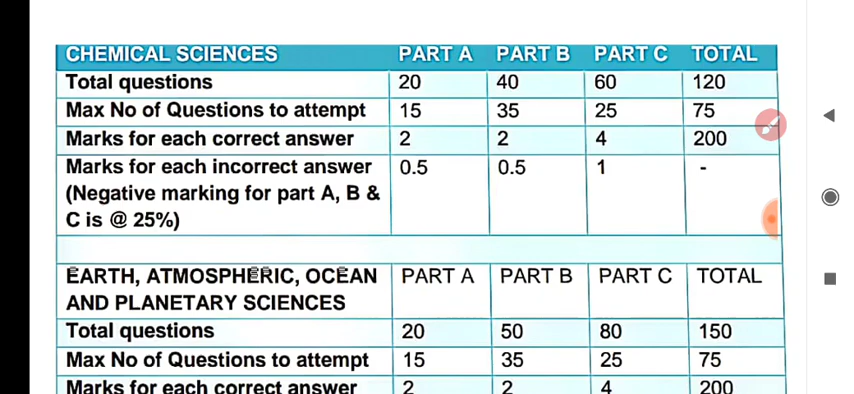 CHEMICAL SCIENCES PART A PART B PART C TOTAL
Total questions 20 40 60 120
Max No of Questions to attempt 15 35 25 75
Marks for each correct answer 2 2 4 200
Marks for each incorrect answer 0.5 0.5 1 -
(Negative marking for part A, B &
C is @ 25%)
EARTH, ATMOSPHERIC, OCEAN PART A PART B PART C TOTAL
AND PLANETARY SCIENCES
Total questions 20 50 80 150
Max No of Questions to attempt 15 35 25 75
Marks for each correct answer 2 2 4 200